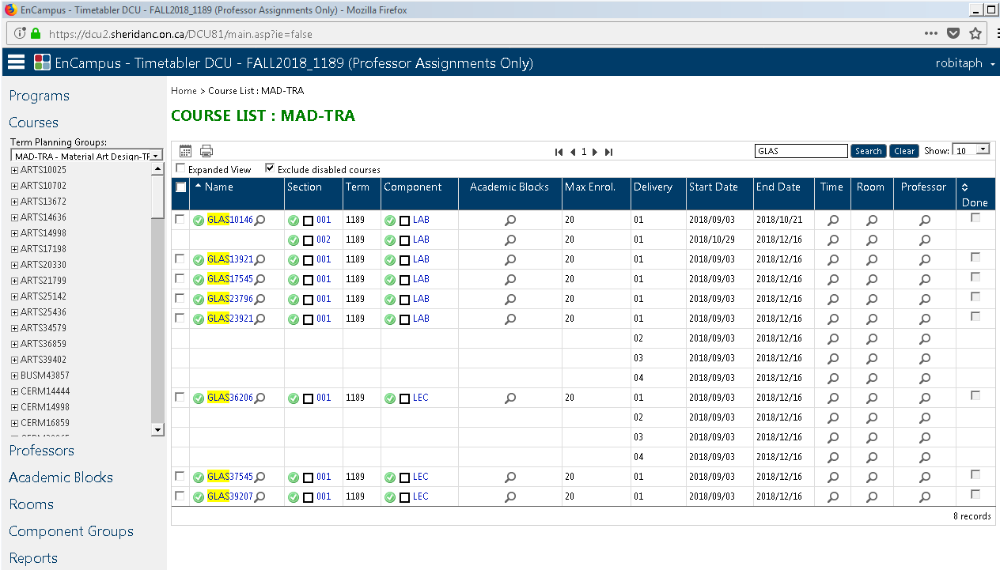 EnCampus - Timetabler DCU - FALL2018_1189 (Professor Assignments Only) - Mozilla Firefox
https://dcu2.sheridanc.on.ca/DCU81/main.asp?ie=false
EnCampus - Timetabler DCU - FALL2018_1189 (Professor Assignments Only) robitaph
Programs
Courses
Term Planning Groups:
MAD-TRA - Material Art Design-TF
ARTS10025
ARTS10702
ARTS13672
ARTS14636
ARTS14998
ARTS17198
ARTS20330
ARTS21799
ARTS25142
ARTS25436
ARTS34579
ARTS36859
ARTS39402
BUSM43857
CERM14444
CERM14998
CERM16859
Professors
Academic Blocks
Rooms
Component Groups
Reports
Home > Course List : MAD-TRA
COURSE LIST : MAD-TRA
1 GLAS Search Clear Show: 10
Expanded View Exclude disabled courses
Name Section Term Component Academic Blocks Max Enrol. Delivery Start Date End Date Time Room Professor Done
GLAS10146 001 1189 LAB 20 01 2018/09/03 2018/10/21
002 1189 LAB 20 01 2018/10/29 2018/12/16
GLAS13921 001 1189 LAB 20 01 2018/09/03 2018/12/16
GLAS17545 001 1189 LAB 20 01 2018/09/03 2018/12/16
GLAS23796 001 1189 LAB 20 01 2018/09/03 2018/12/16
GLAS23921 001 1189 LAB 20 01 2018/09/03 2018/12/16
02 2018/09/03 2018/12/16
03 2018/09/03 2018/12/16
04 2018/09/03 2018/12/16
GLAS36206 001 1189 LEC 20 01 2018/09/03 2018/12/16
02 2018/09/03 2018/12/16
03 2018/09/03 2018/12/16
04 2018/09/03 2018/12/16
GLAS37545 001 1189 LEC 20 01 2018/09/03 2018/12/16
GLAS39207 001 1189 LEC 20 01 2018/09/03 2018/12/16
8 records